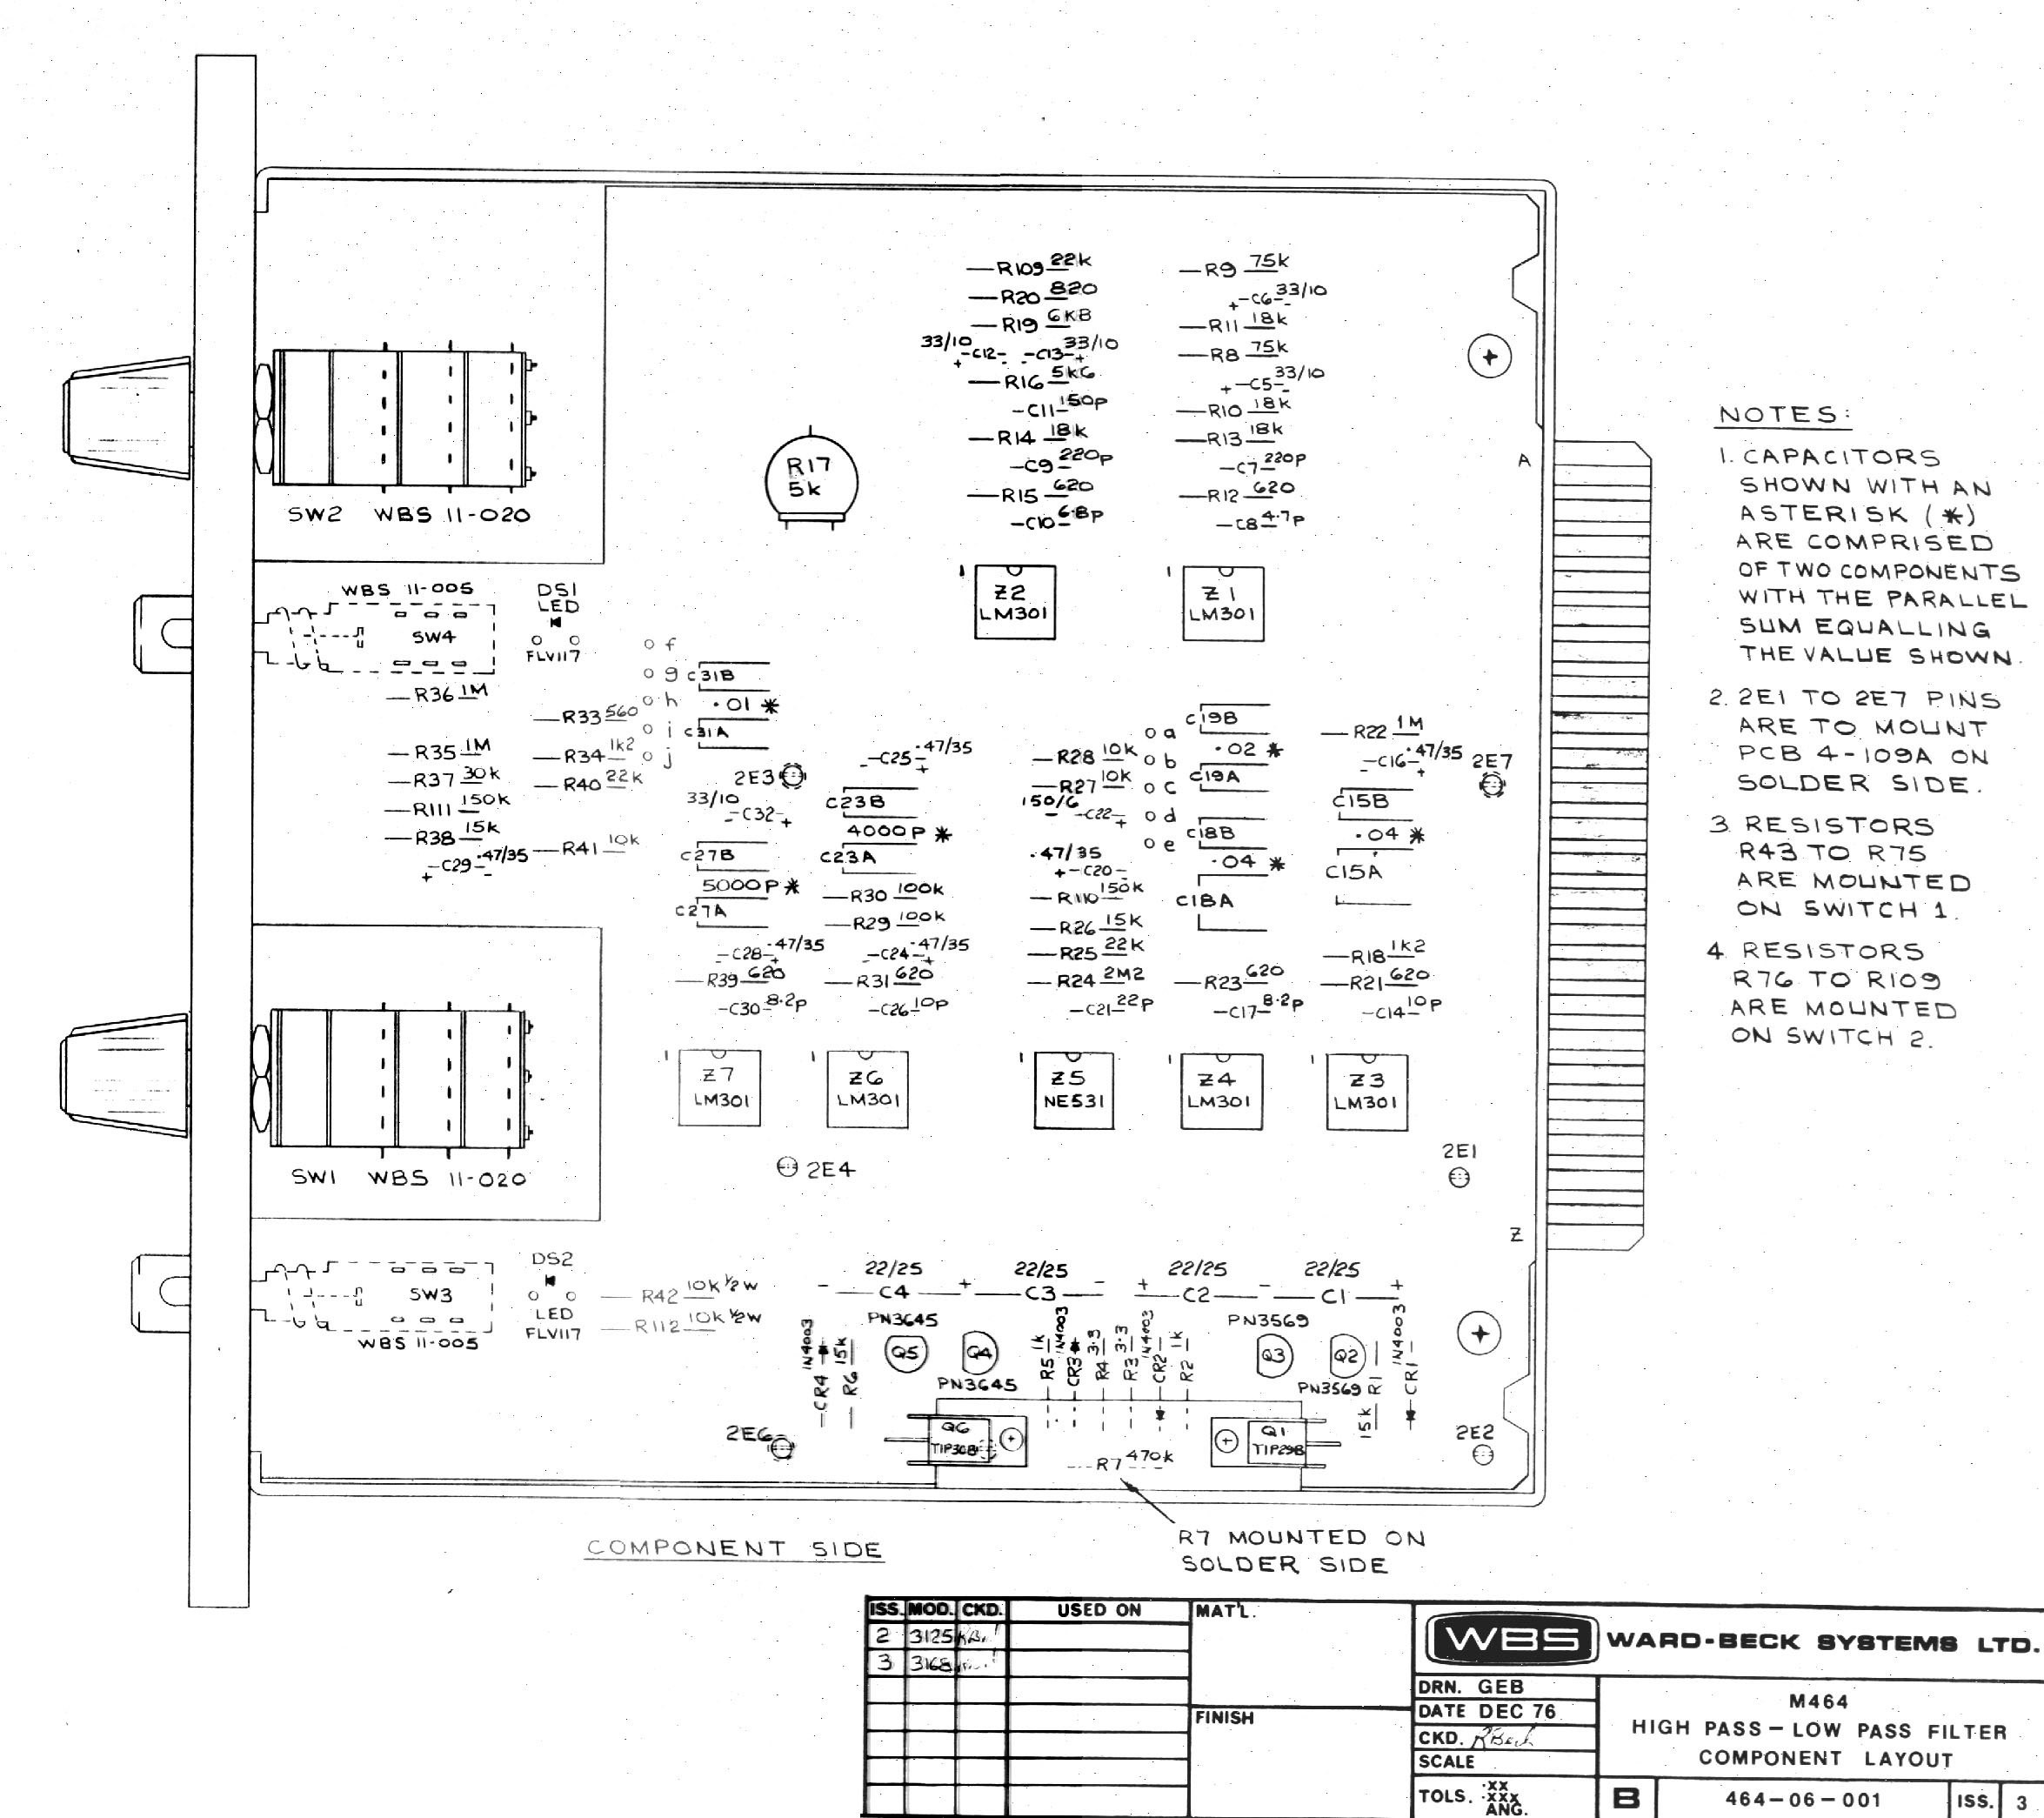 R109 22K
R20 820
R19 6K8
33/10 +-C12- -C13-+ 33/10
R16 5K6
-C11- 150p
R14 18K
-C9- 220p
R15 620
-C10- 6.8p
R9 75K
+-C6- 33/10
R11 18K
R8 75K
+-C5- 33/10
R10 18K
R13 18K
-C7- 220p
R12 620
-C8- 4.7p
R17
5K
A
SW2 WBS 11-020
1 Z2
LM301
1 Z1
LM301
WBS 11-005
SW4
DS1
LED
FLV117
f
g
h
i
j
C31B
.01 *
C31A
R36 1M
R33 560
R35 1M
R34 1k2
R37 30K
R40 22K
R111 150K
R38 15K
R41 10K
+C29- .47/35
2E3
33/10
-C32-+
C27B
5000P *
C27A
-C28-+ .47/35
R39 620
-C30- 8.2p
-C25-+ .47/35
C23B
4000P *
C23A
R30 100K
R29 100K
-C24-+ .47/35
R31 620
-C26- 10p
R28 10K
R27 10K
150/6 -C22-+
.47/35
+-C20-
R110 150K
R26 15K
R25 22K
R24 2M2
-C21- 22p
a
b
c
d
e
C19B
.02 *
C19A
C18B
.04 *
C18A
R23 620
-C17- 8.2p
R22 1M
-C16-+ .47/35
2E7
C15B
.04 *
C15A
R18 1K2
R21 620
-C14- 10p
1 Z7
LM301
1 Z6
LM301
1 Z5
NE531
1 Z4
LM301
1 Z3
LM301
2E4
2E1
Z
SW1 WBS 11-020
SW3
WBS 11-005
DS2
LED
FLV117
R42 10K ½W
R112 10K ½W
22/25
- C4 +
22/25
C3 -
22/25
+ C2 -
22/25
C1 +
PN3645
Q5
Q4
PN3645
PN3569
Q3
Q2
PN3569
CR4 1N4003
R6 15K
R5 1K
CR3 1N4003
R4 3.3
R3 3.3
CR2 1N4003
R2 1K
R1 15K
CR1 1N4003
2E6
Q6
TIP30B
Q1
TIP29B
R7 470K
2E2
COMPONENT SIDE
R7 MOUNTED ON
SOLDER SIDE
NOTES:
1. CAPACITORS
SHOWN WITH AN
ASTERISK (*)
ARE COMPRISED
OF TWO COMPONENTS
WITH THE PARALLEL
SUM EQUALLING
THE VALUE SHOWN.
2. 2E1 TO 2E7 PINS
ARE TO MOUNT
PCB 4-109A ON
SOLDER SIDE.
3 RESISTORS
R43 TO R75
ARE MOUNTED
ON SWITCH 1.
4 RESISTORS
R76 TO R109
ARE MOUNTED
ON SWITCH 2.
ISS. MOD. CKD. USED ON
2 3125
3 3168
MAT'L.
FINISH
WBS WARD-BECK SYSTEMS LTD.
DRN. GEB
DATE DEC 76
CKD. RBeck
SCALE
TOLS. .XX
.XXX
ANG.
M464
HIGH PASS - LOW PASS FILTER
COMPONENT LAYOUT
B 464-06-001 ISS. 3